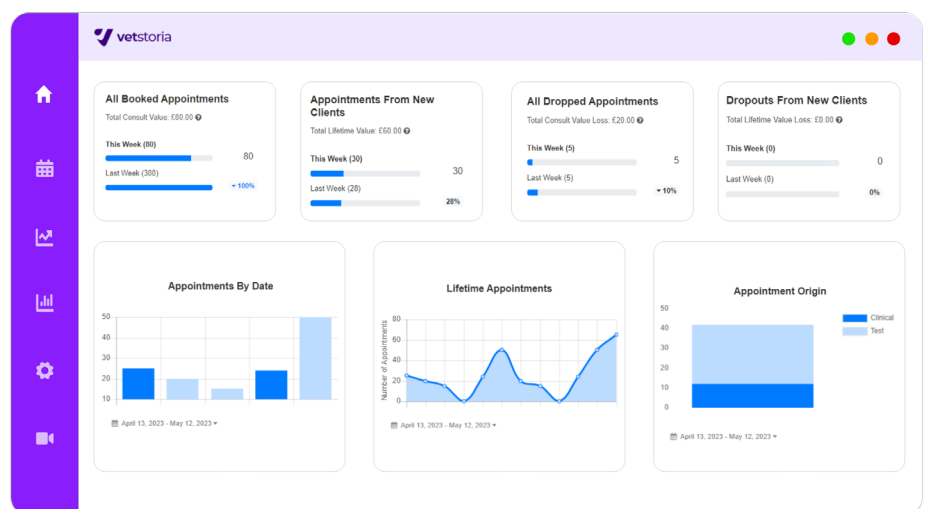 vetstoria
All Booked Appointments
Total Consult Value: £80.00
This Week (80)
80
Last Week (300)
100%
Appointments From New
Clients
Total Lifetime Value: £60.00
This Week (30)
30
Last Week (28)
28%
All Dropped Appointments
Total Consult Value Loss: £20.00
This Week (5)
5
Last Week (5)
10%
Dropouts From New Clients
Total Lifetime Value Loss: £0.00
This Week (0)
0
Last Week (0)
0%
Appointments By Date
50
40
30
20
10
April 13, 2023 - May 12, 2023
Lifetime Appointments
Number of Appointments
80
60
40
20
0
April 13, 2023 - May 12, 2023
Appointment Origin
50
40
30
20
10
0
Clinical
Test
April 13, 2023 - May 12, 2023